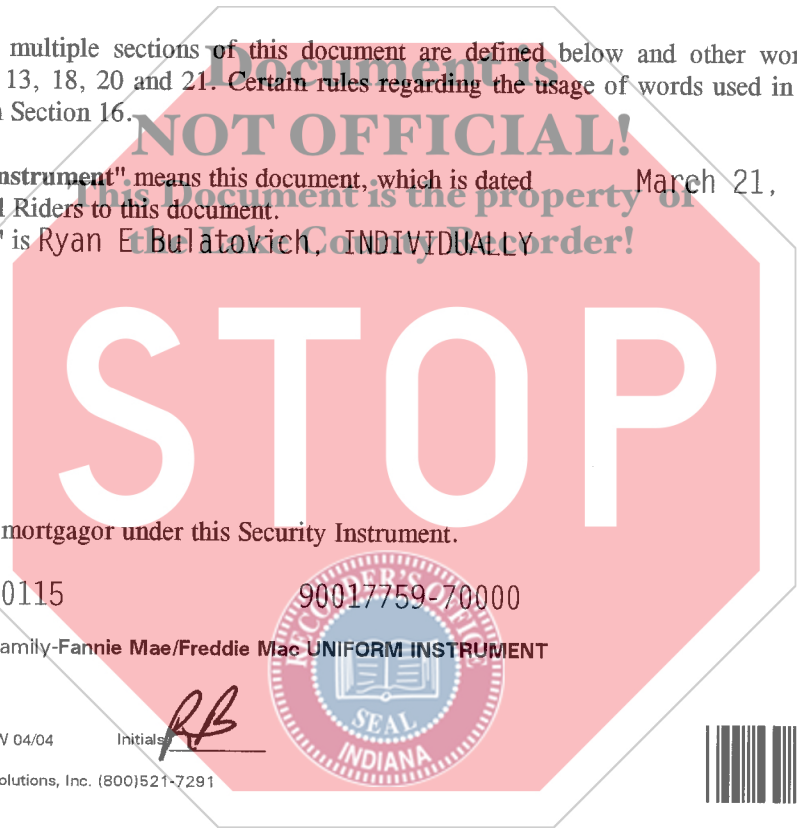 multiple sections of this document are defined below and other wor
Document is
13, 18, 20 and 21. Certain rules regarding the usage of words used in
Section 16.
NOT OFFICIAL!
nstrument" means this document, which is dated March 21,
This Document is the property of
Riders to this document.
" is Ryan E Bulatovich, INDIVIDUALLY
the Lake County Recorder!
STOP
mortgagor under this Security Instrument.
0115 90017759-70000
amily-Fannie Mae/Freddie Mac UNIFORM INSTRUMENT
RECORDER'S OFFICE
SEAL
INDIANA
04/04 Initials RB
olutions, Inc. (800)521-7291